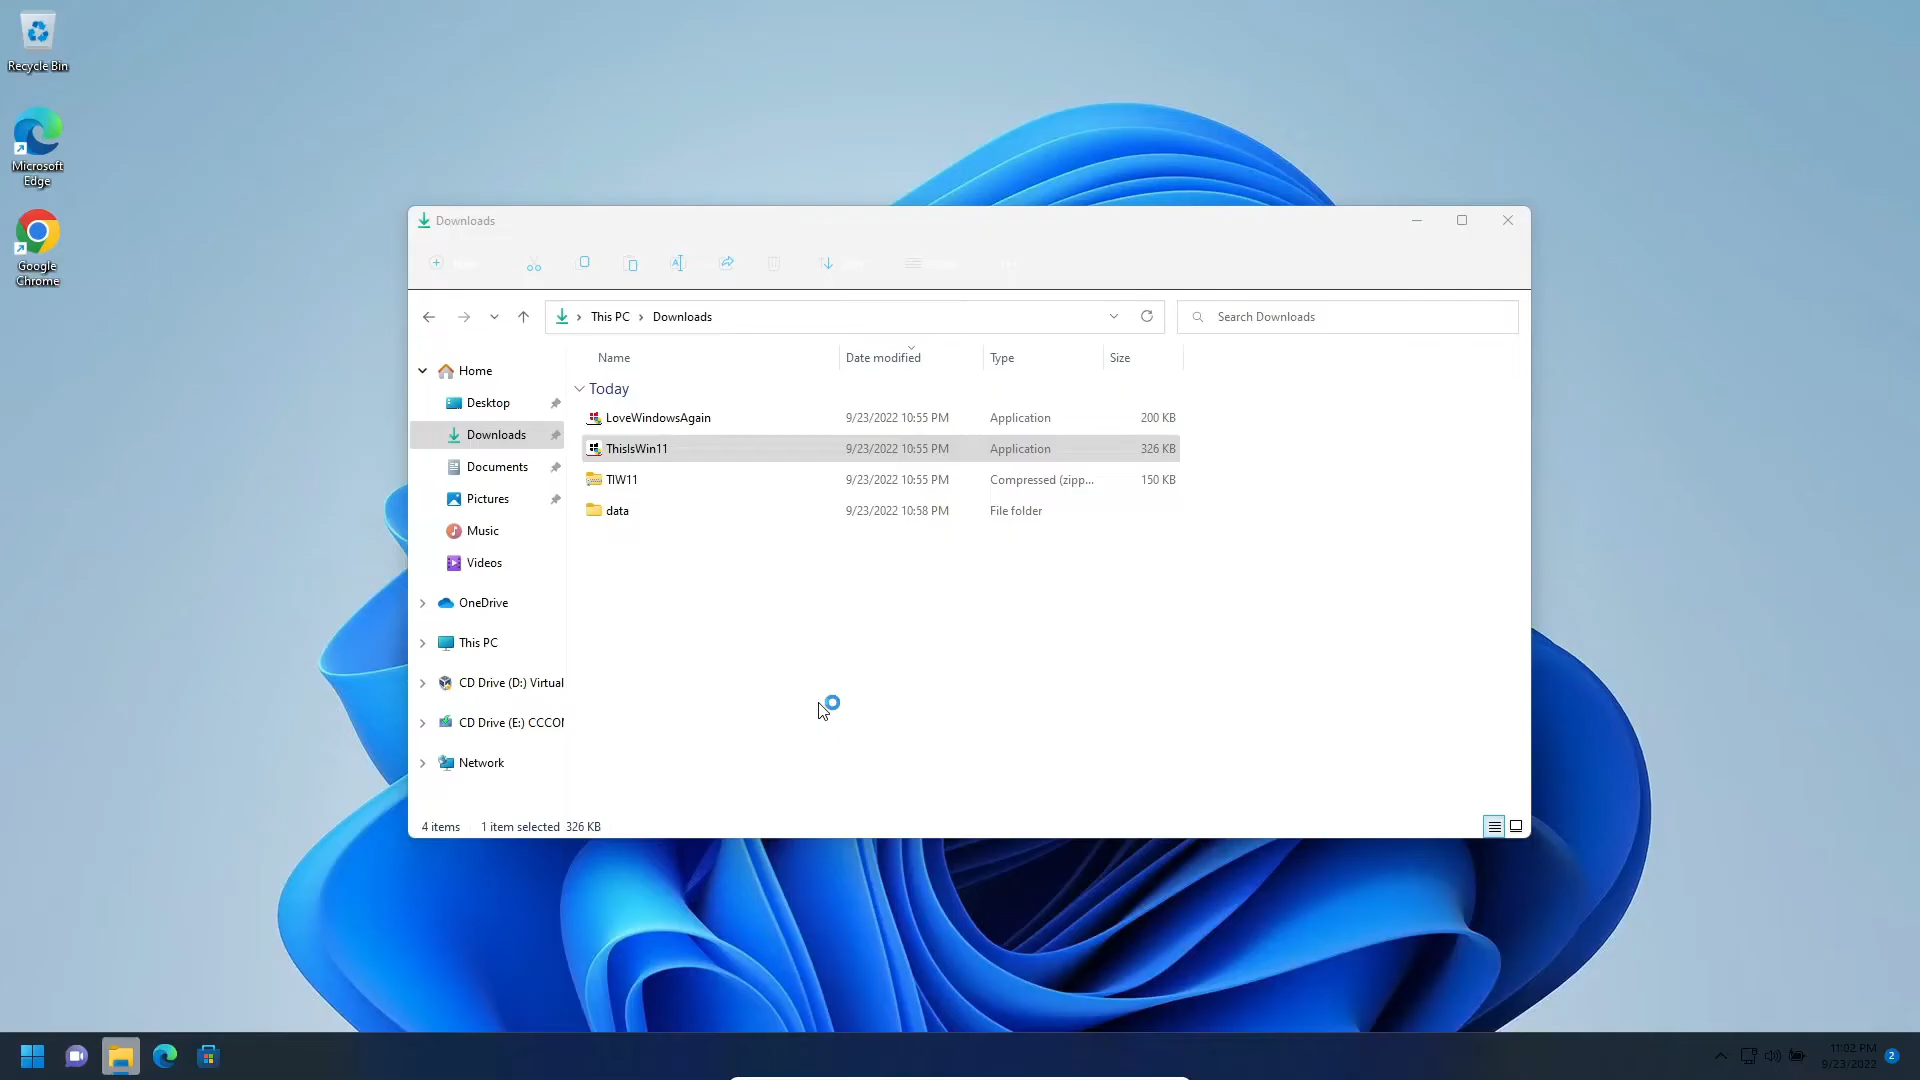 Recycle Bin
Microsoft
Edge
Google
Chrome
Downloads
This PC
Downloads
Search Downloads
Name
Date modified
Type
Size
Today
LoveWindowsAgain
9/23/2022 10:55 PM
Application
200 KB
ThisIsWin11
9/23/2022 10:55 PM
Application
326 KB
TIW11
9/23/2022 10:55 PM
Compressed (zipp...
150 KB
data
9/23/2022 10:58 PM
File folder
Home
Desktop
Downloads
Documents
Pictures
Music
Videos
OneDrive
This PC
CD Drive (D:) Virtual
CD Drive (E:) CCCO
Network
4 items
1 item selected 326 KB
11:02 PM
9/23/2022
2